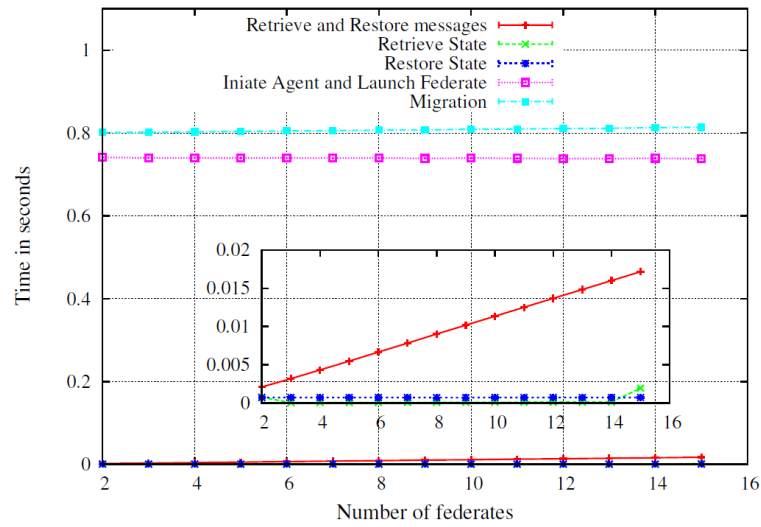 Retrieve and Restore messages
Retrieve State
Restore State
Iniate Agent and Launch Federate
Migration
1
0.8
0.6
0.4
0.2
0
Time in seconds
0.02
0.015
0.01
0.005
0
2 4 6 8 10 12 14 16
2 4 6 8 10 12 14 16
Number of federates